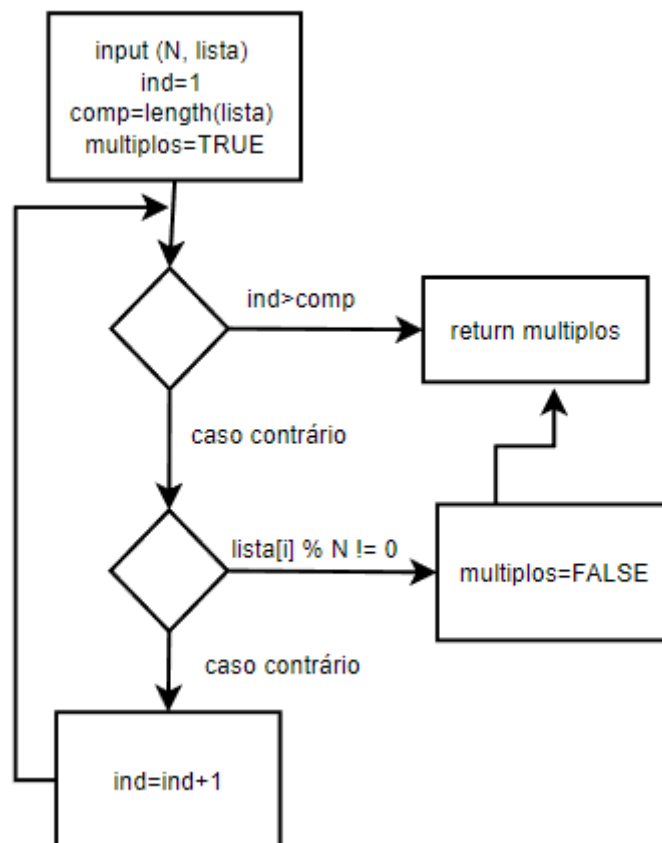 input (N, lista)
ind=1
comp=length(lista)
multiplos=TRUE
ind>comp
return multiplos
caso contrário
lista[i] % N != 0
multiplos=FALSE
caso contrário
ind=ind+1